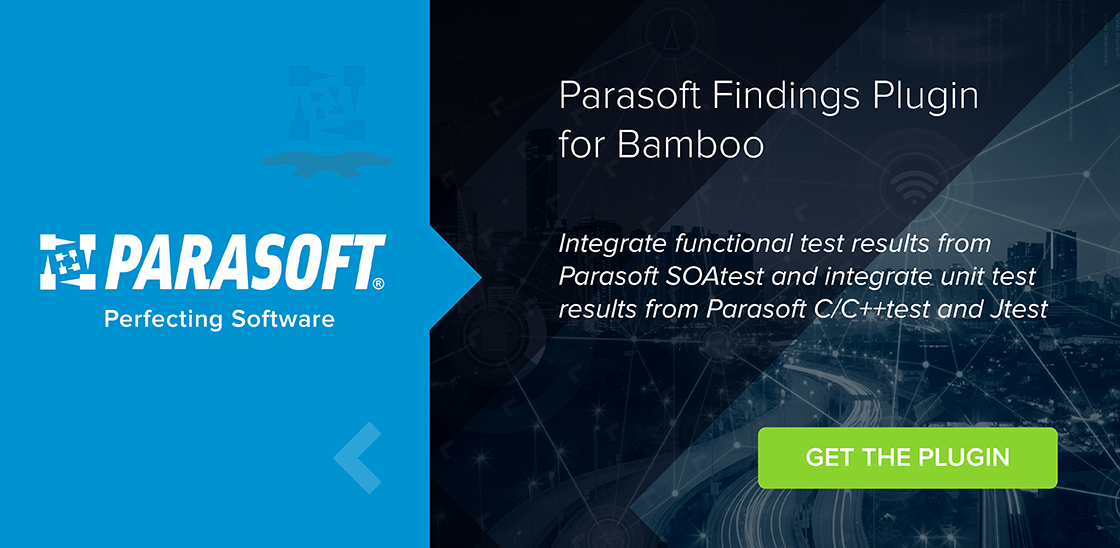 PARASOFT®
Perfecting Software
Parasoft Findings Plugin
for Bamboo
Integrate functional test results from
Parasoft SOAtest and integrate unit test
results from Parasoft C/C++test and Jtest
GET THE PLUGIN